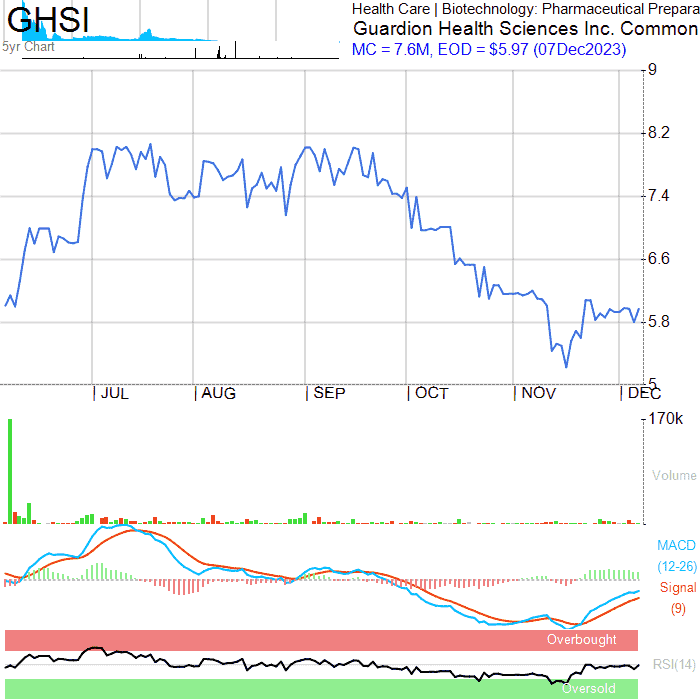 GHSI
Health Care | Biotechnology: Pharmaceutical Prepara
Guardion Health Sciences Inc. Common
5yr Chart
MC = 7.6M, EOD = $5.97 (07Dec2023)
9
8.2
7.4
6.6
5.8
5
JUL AUG SEP OCT NOV DEC
170k
Volume
MACD
(12-26)
Signal
(9)
Overbought
RSI(14)
Oversold